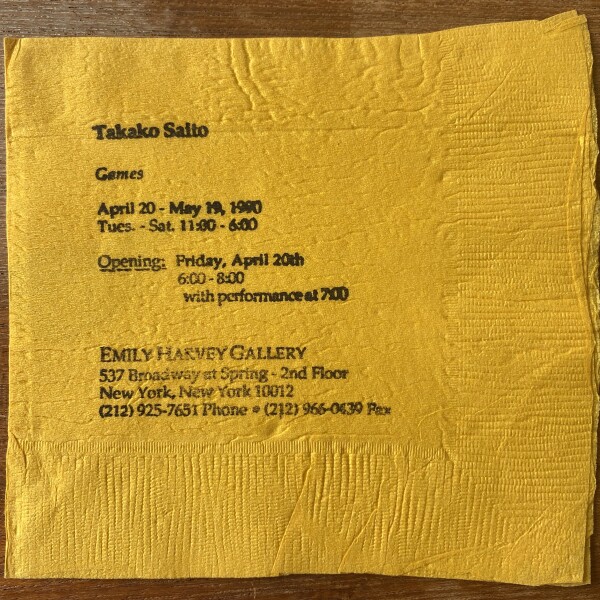 Takako Saito
Games
April 20 - May 19, 1990
Tues. - Sat. 11:00 - 6:00
Opening: Friday, April 20th
6:00 - 8:00
with performance at 7:00
EMILY HARVEY GALLERY
537 Broadway at Spring - 2nd Floor
New York, New York 10012
(212) 925-7651 Phone • (212) 966-0439 Fax